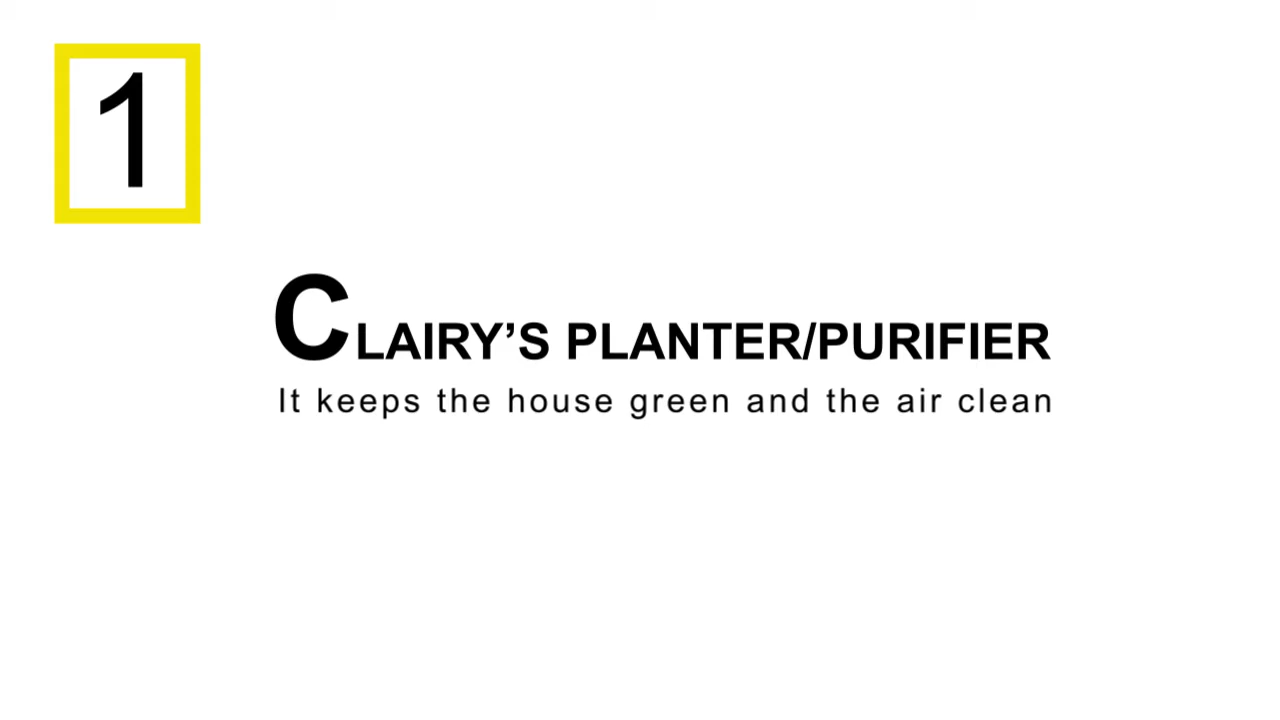 1
CLAIRY’S PLANTER/PURIFIER
It keeps the house green and the air clean